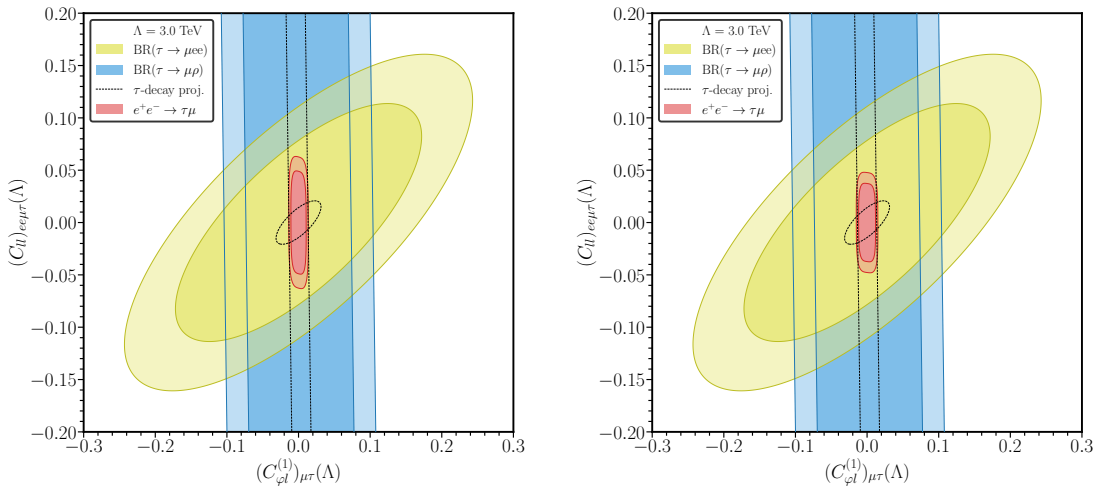 0.20
0.15
0.10
0.05
0.00
−0.05
−0.10
−0.15
−0.20
(C_{ll})_{eeμτ}(Λ)
Λ = 3.0 TeV
BR(τ → μee)
BR(τ → μρ)
τ-decay proj.
e⁺e⁻ → τμ
−0.3
−0.2
−0.1
0.0
0.1
0.2
0.3
(C_{φl}^{(1)})_{μτ}(Λ)
0.20
0.15
0.10
0.05
0.00
−0.05
−0.10
−0.15
−0.20
(C_{ll})_{eeμτ}(Λ)
Λ = 3.0 TeV
BR(τ → μee)
BR(τ → μρ)
τ-decay proj.
e⁺e⁻ → τμ
−0.3
−0.2
−0.1
0.0
0.1
0.2
0.3
(C_{φl}^{(1)})_{μτ}(Λ)